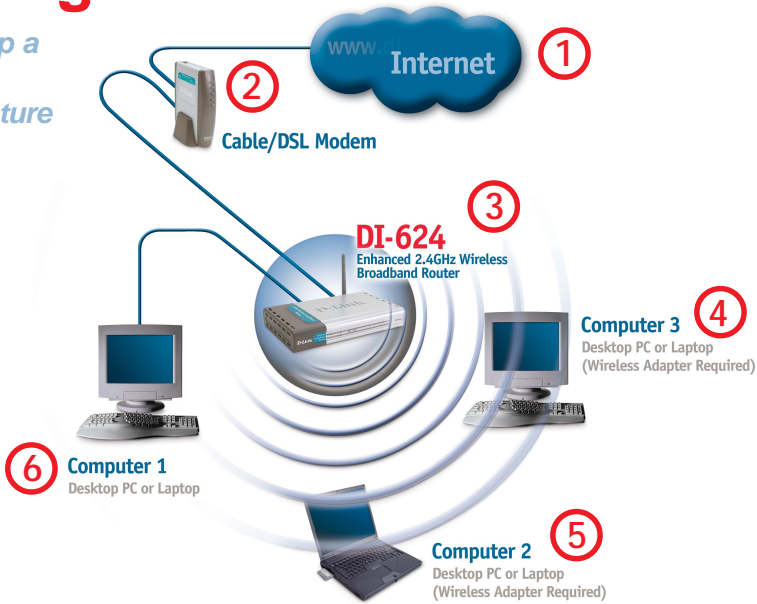 p a
ture
www.
Internet
1
2
Cable/DSL Modem
3
DI-624
Enhanced 2.4GHz Wireless
Broadband Router
D-Link
4
Computer 3
Desktop PC or Laptop
(Wireless Adapter Required)
6
Computer 1
Desktop PC or Laptop
5
Computer 2
Desktop PC or Laptop
(Wireless Adapter Required)